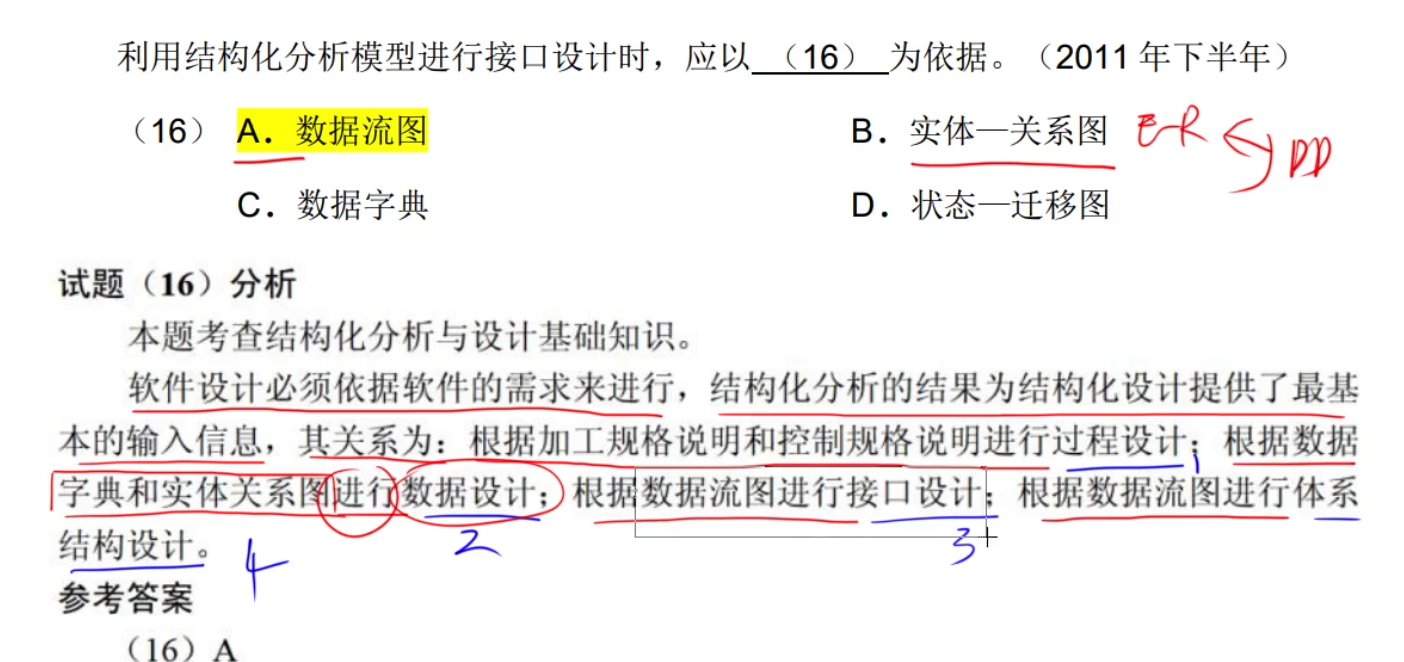 利用结构化分析模型进行接口设计时，应以 （16） 为依据。（2011 年下半年）
（16） A．数据流图 B．实体—关系图 E-R DD
C．数据字典 D．状态—迁移图
试题（16）分析
本题考查结构化分析与设计基础知识。
软件设计必须依据软件的需求来进行，结构化分析的结果为结构化设计提供了最基
本的输入信息，其关系为：根据加工规格说明和控制规格说明进行过程设计；根据数据
1
字典和实体关系图进行数据设计；根据数据流图进行接口设计；根据数据流图进行体系
结构设计。 4 2 3
参考答案
（16）A